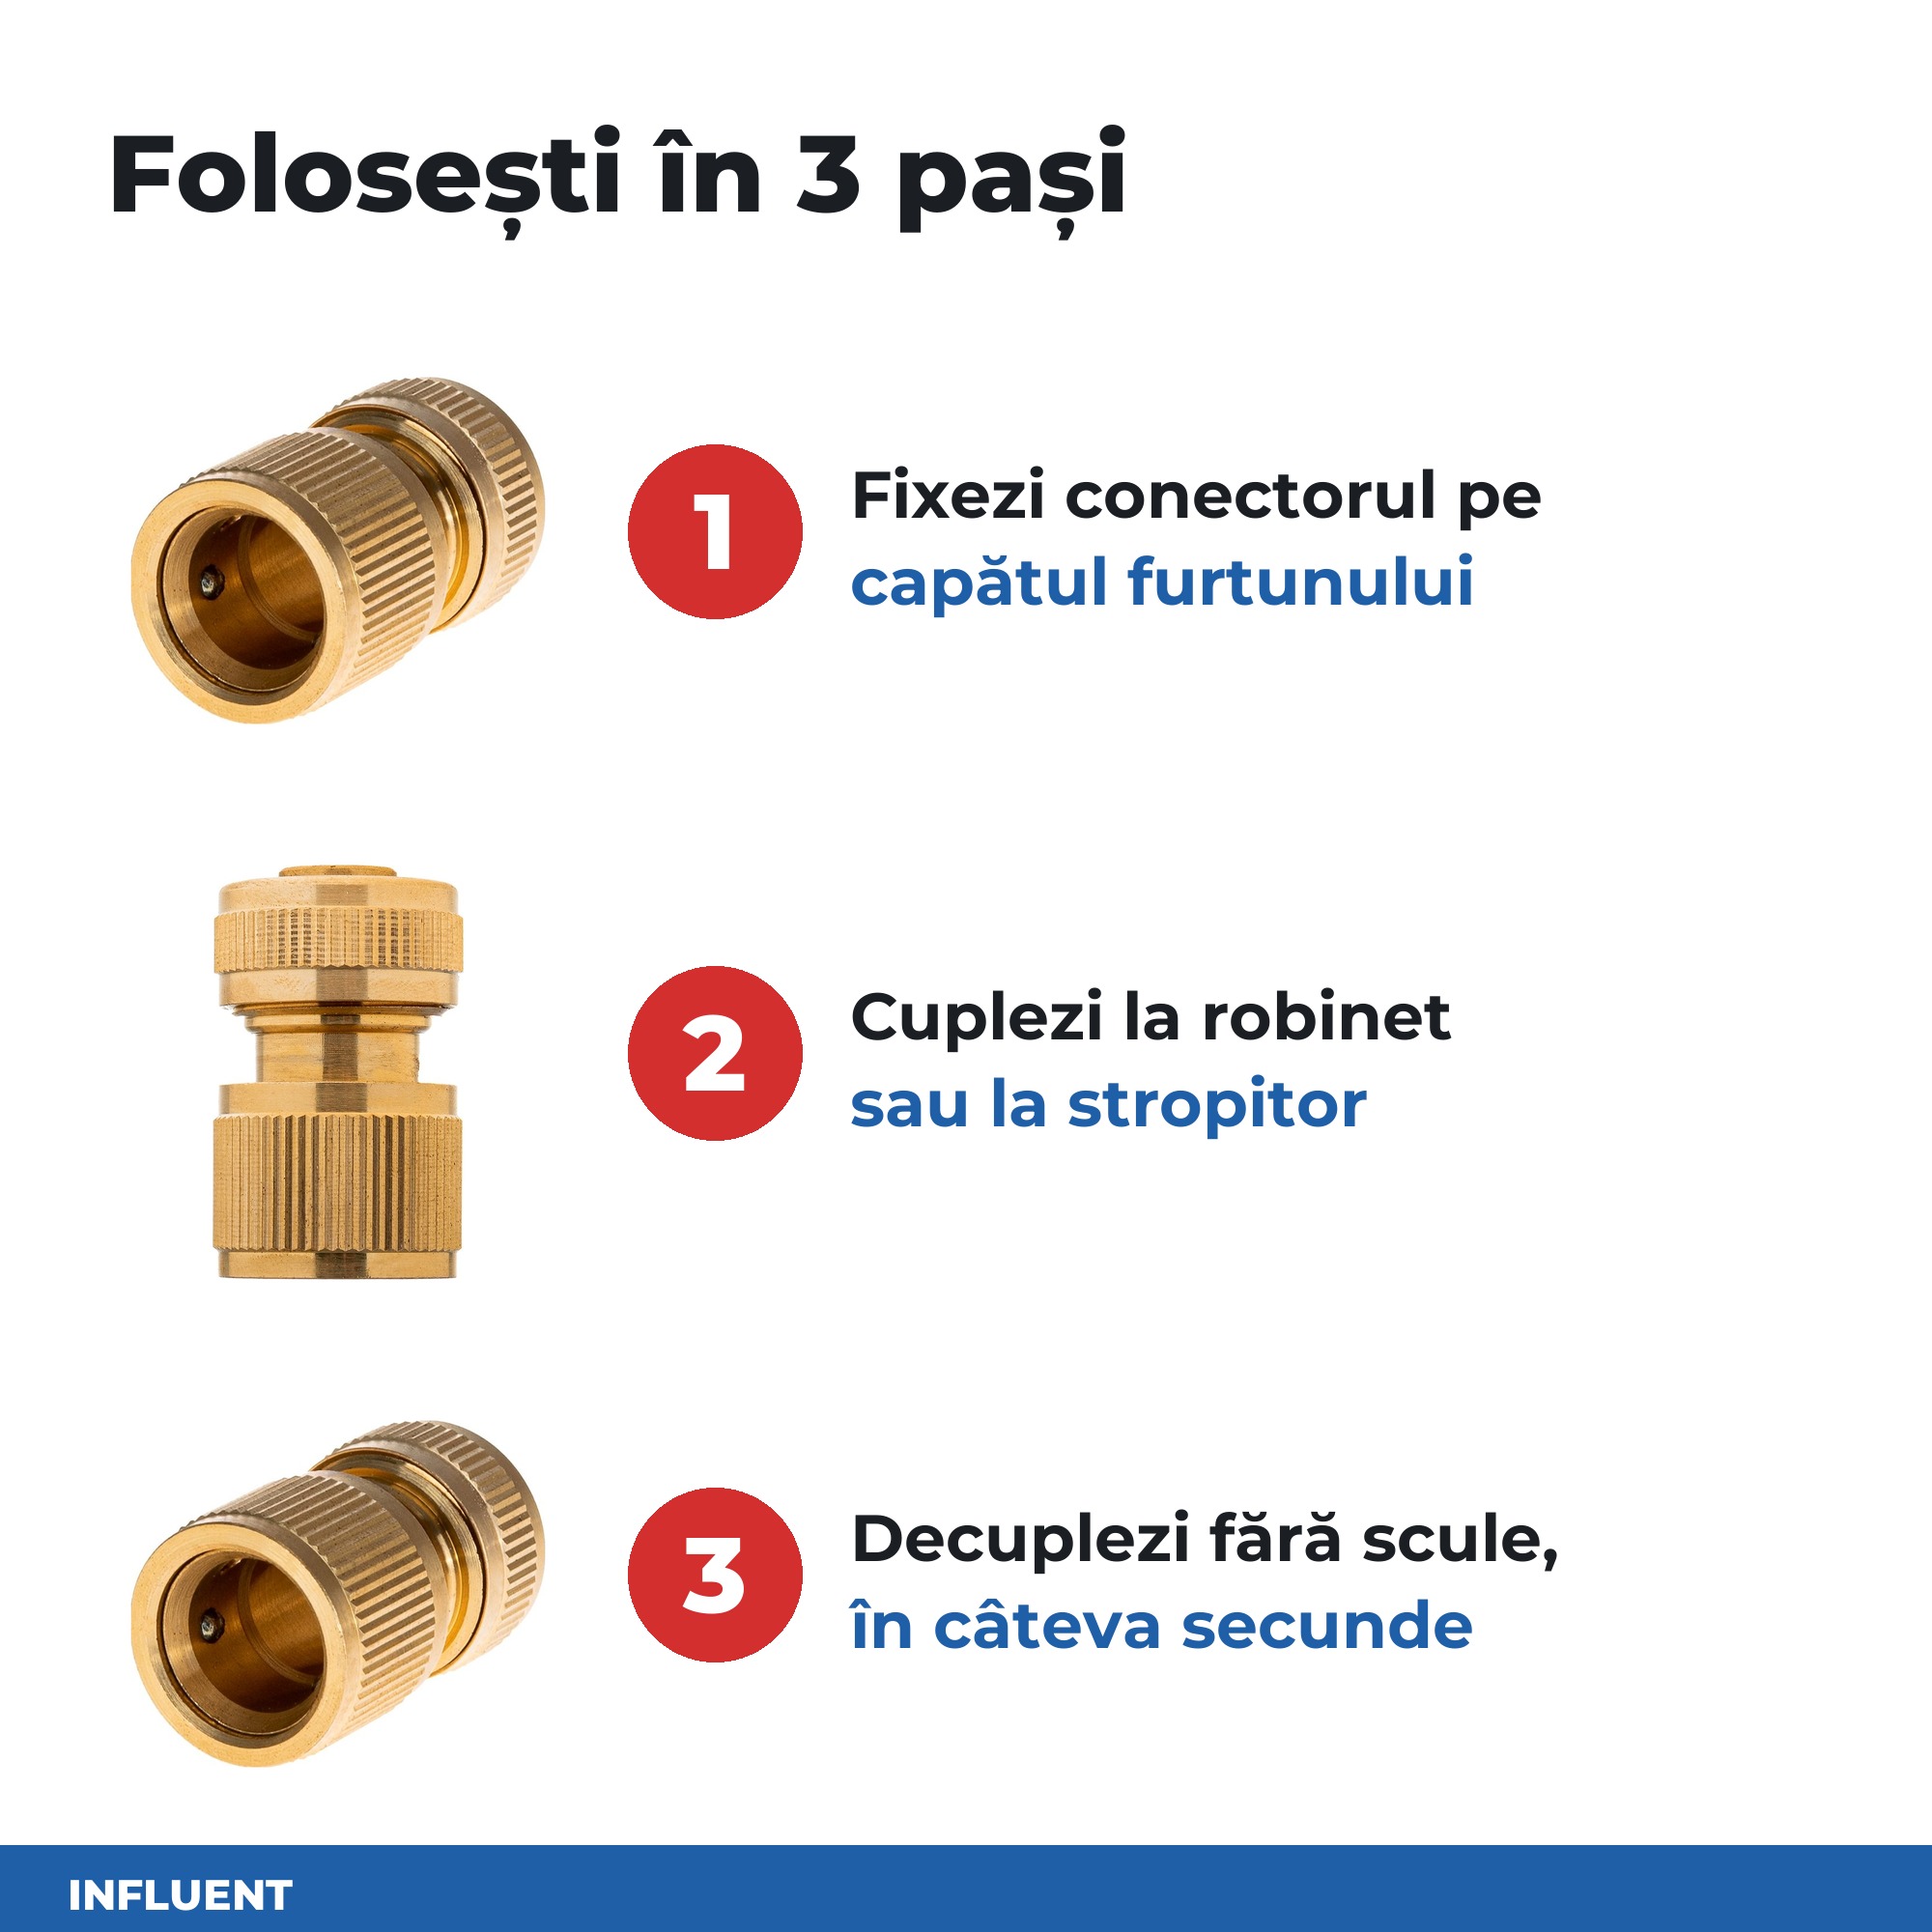 Folosești în 3 pași
1
Fixezi conectorul pe
capătul furtunului
2
Cuplezi la robinet
sau la stropitor
3
Decuplezi fără scule,
în câteva secunde
INFLUENT